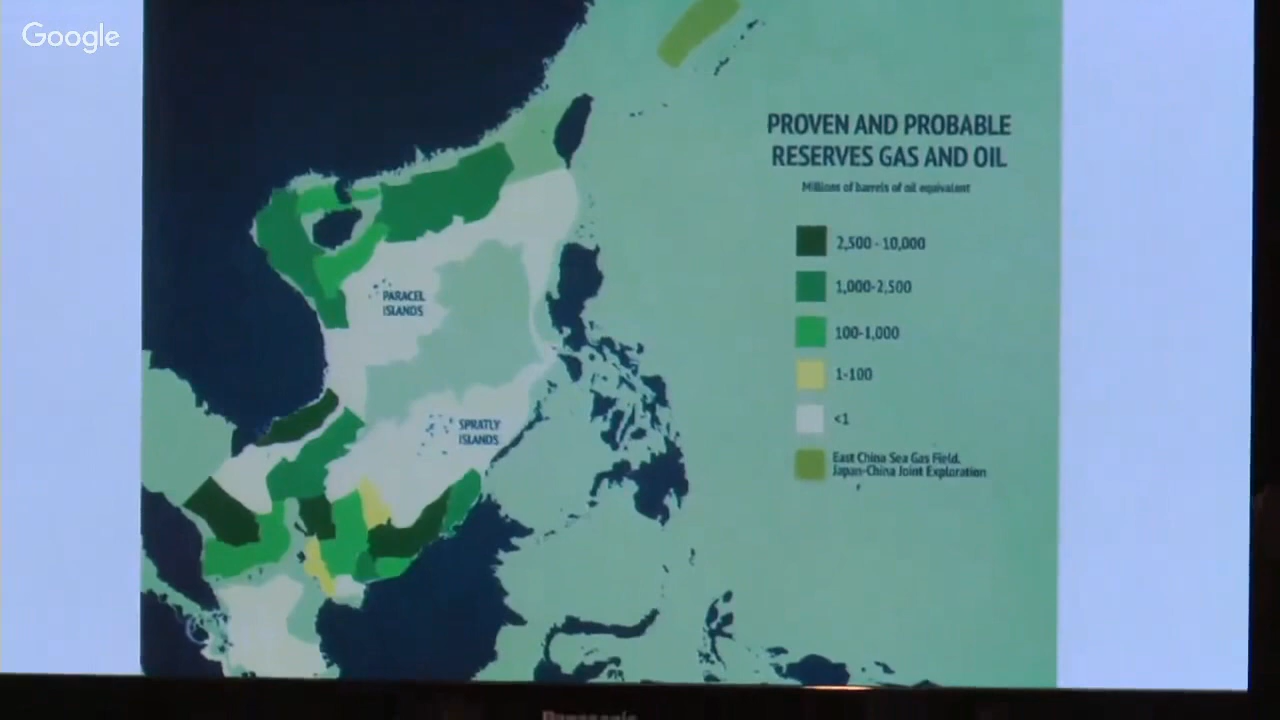 Google
PROVEN AND PROBABLE
RESERVES GAS AND OIL
Millions of barrels of oil equivalent
2,500 - 10,000
1,000-2,500
100-1,000
1-100
<1
East China Sea Gas Field,
Japan-China Joint Exploration
PARACEL
ISLANDS
SPRATLY
ISLANDS
Panasonic